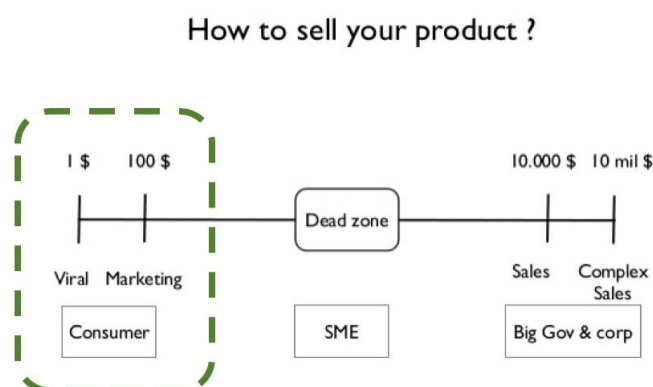 How to sell your product ?
1 $ 100 $ 10.000 $ 10 mil $
Dead zone
Viral Marketing Sales Complex
Sales
Consumer SME Big Gov & corp